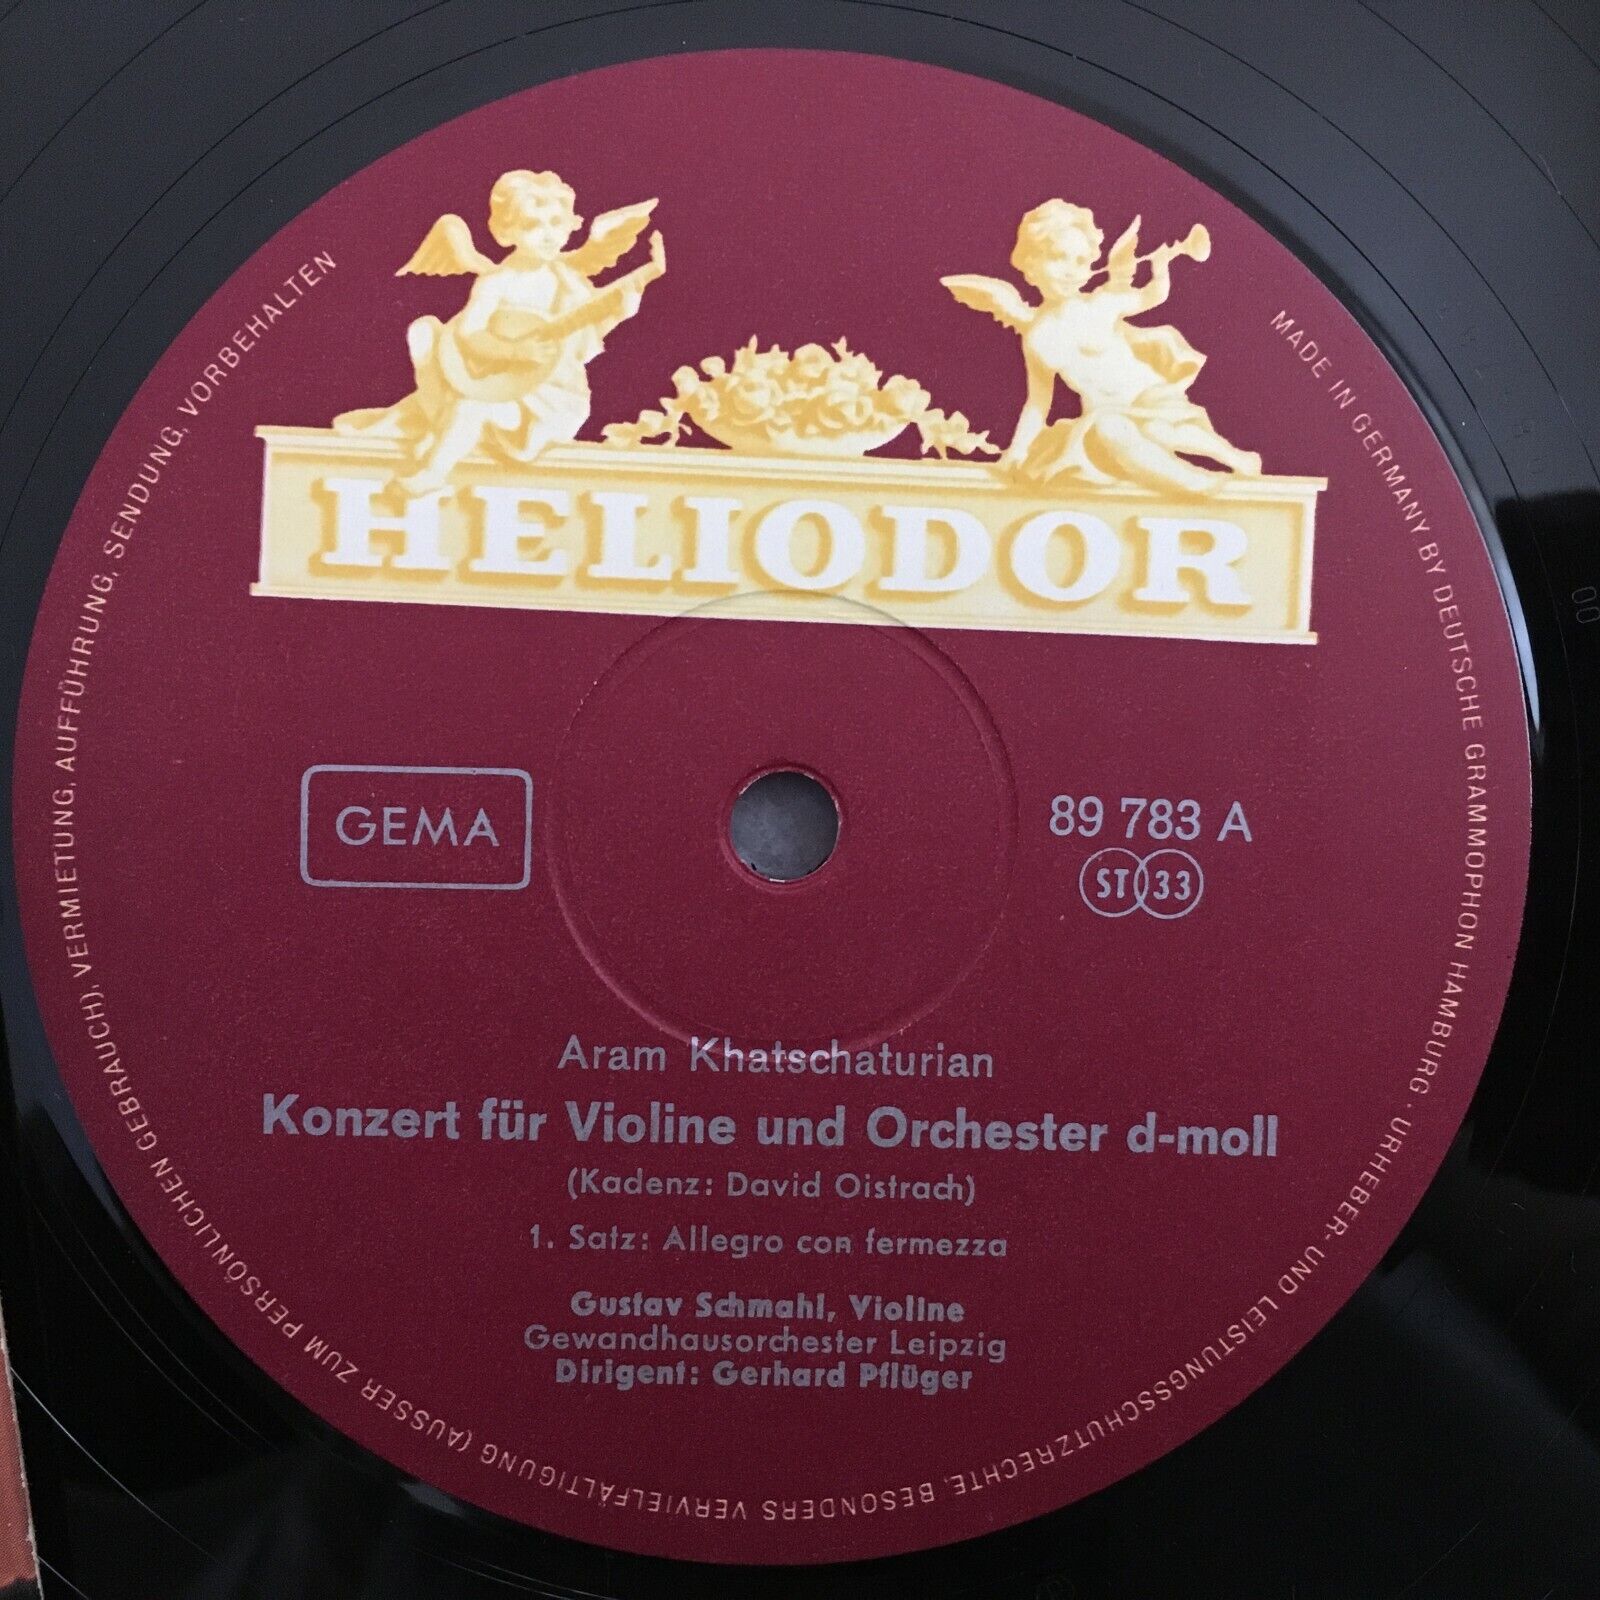 HELIODOR
GEMA
89 783 A
ST 33
Aram Khatschaturian
Konzert für Violine und Orchester d-moll
(Kadenz: David Oistrach)
1. Satz: Allegro con fermezza
Gustav Schmahl, Violine
Gewandhausorchester Leipzig
Dirigent: Gerhard Pflüger
MADE IN GERMANY BY DEUTSCHE GRAMMOPHON HAMBURG · URHEBER- UND LEISTUNGSSCHUTZRECHTE, BESONDERS VERVIELFÄLTIGUNG (AUSSER ZUM PERSÖNLICHEN GEBRAUCH), VERMIETUNG, AUFFÜHRUNG, SENDUNG, VORBEHALTEN